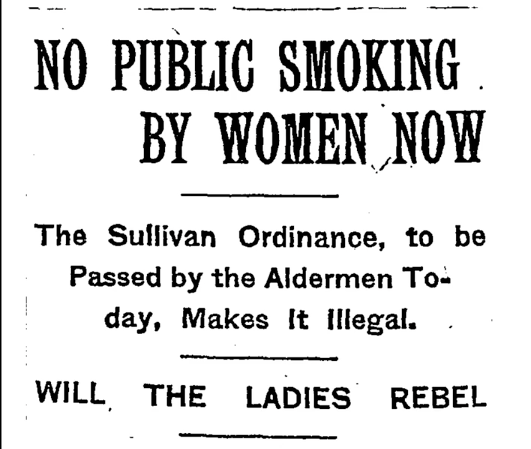 NO PUBLIC SMOKING
BY WOMEN NOW
The Sullivan Ordinance, to be
Passed by the Aldermen To-
day, Makes It Illegal.
WILL THE LADIES REBEL